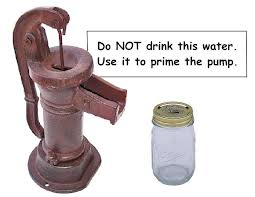 Do NOT drink this water.
Use it to prime the pump.